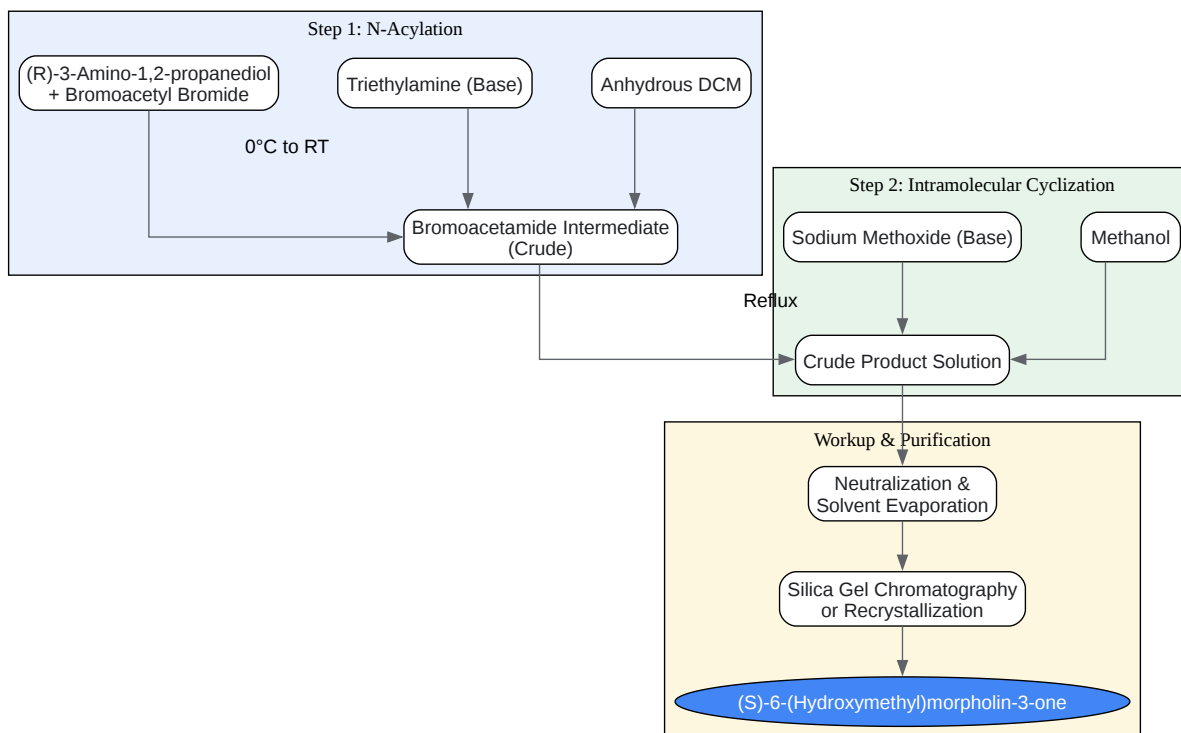 Step 1: N-Acylation
(R)-3-Amino-1,2-propanediol
+ Bromoacetyl Bromide
Triethylamine (Base)
Anhydrous DCM
0°C to RT
Bromoacetamide Intermediate
(Crude)
Step 2: Intramolecular Cyclization
Sodium Methoxide (Base)
Methanol
Reflux
Crude Product Solution
Workup & Purification
Neutralization &
Solvent Evaporation
Silica Gel Chromatography
or Recrystallization
(S)-6-(Hydroxymethyl)morpholin-3-one